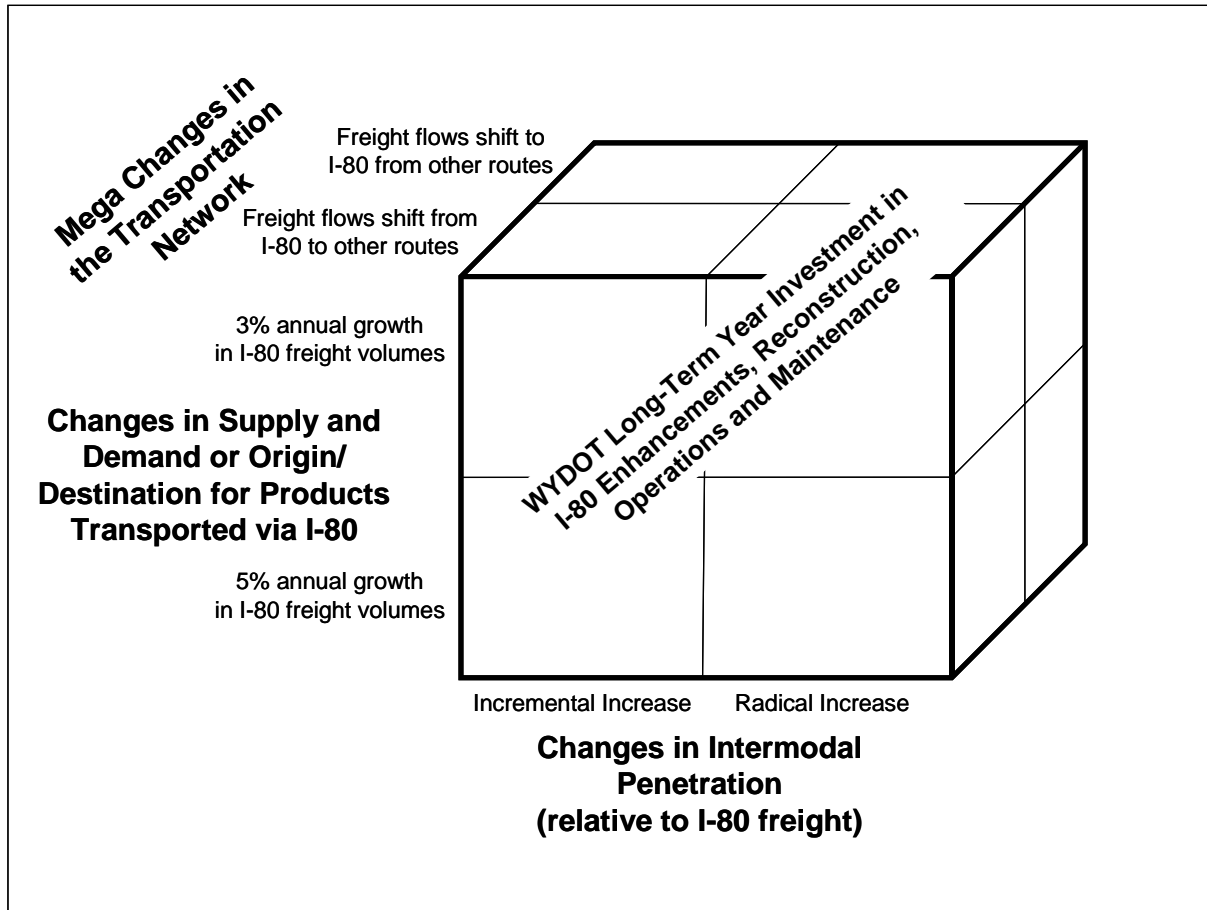 Mega Changes in
the Transportation
Network
Freight flows shift to
I-80 from other routes
Freight flows shift from
I-80 to other routes
3% annual growth
in I-80 freight volumes
Changes in Supply and
Demand or Origin/
Destination for Products
Transported via I-80
5% annual growth
in I-80 freight volumes
WYDOT Long-Term Year Investment in
I-80 Enhancements, Reconstruction,
Operations and Maintenance
Incremental Increase
Radical Increase
Changes in Intermodal
Penetration
(relative to I-80 freight)